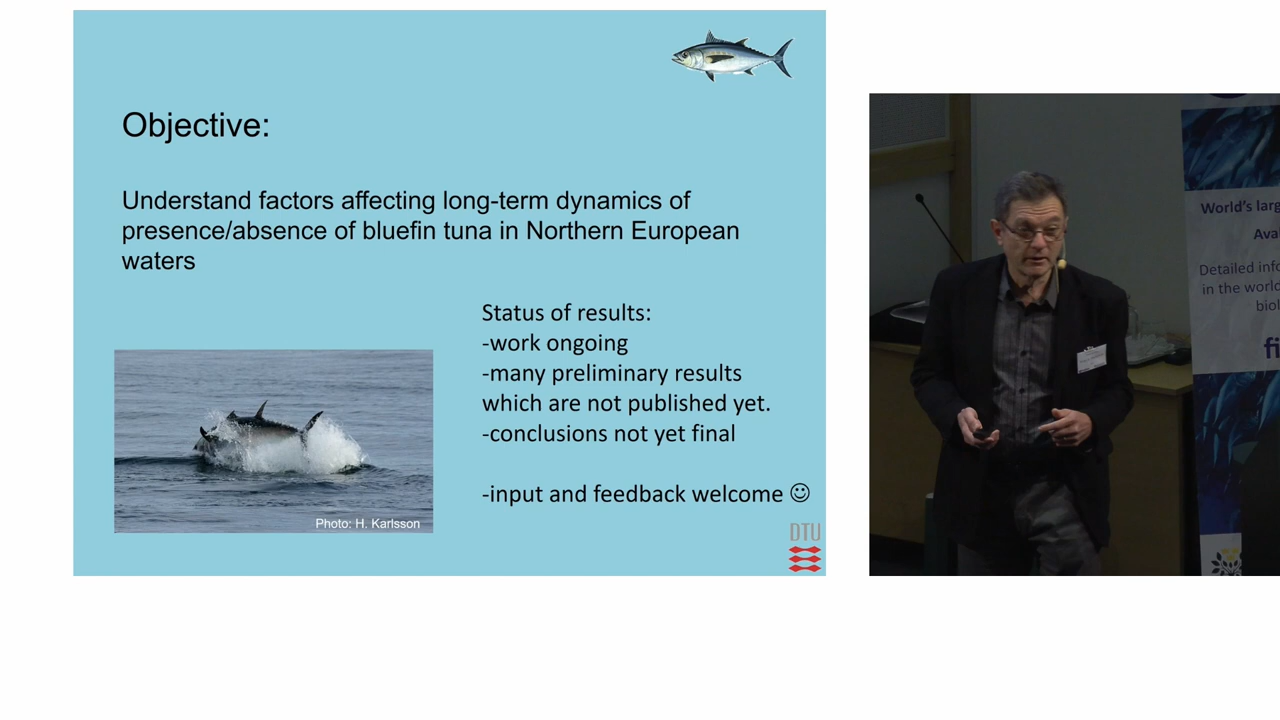 Objective:
Understand factors affecting long-term dynamics of
presence/absence of bluefin tuna in Northern European
waters
Status of results:
-work ongoing
-many preliminary results
which are not published yet.
-conclusions not yet final
-input and feedback welcome ☺
Photo: H. Karlsson
DTU
World's larg
Ava
Detailed info
in the world
biol
fi